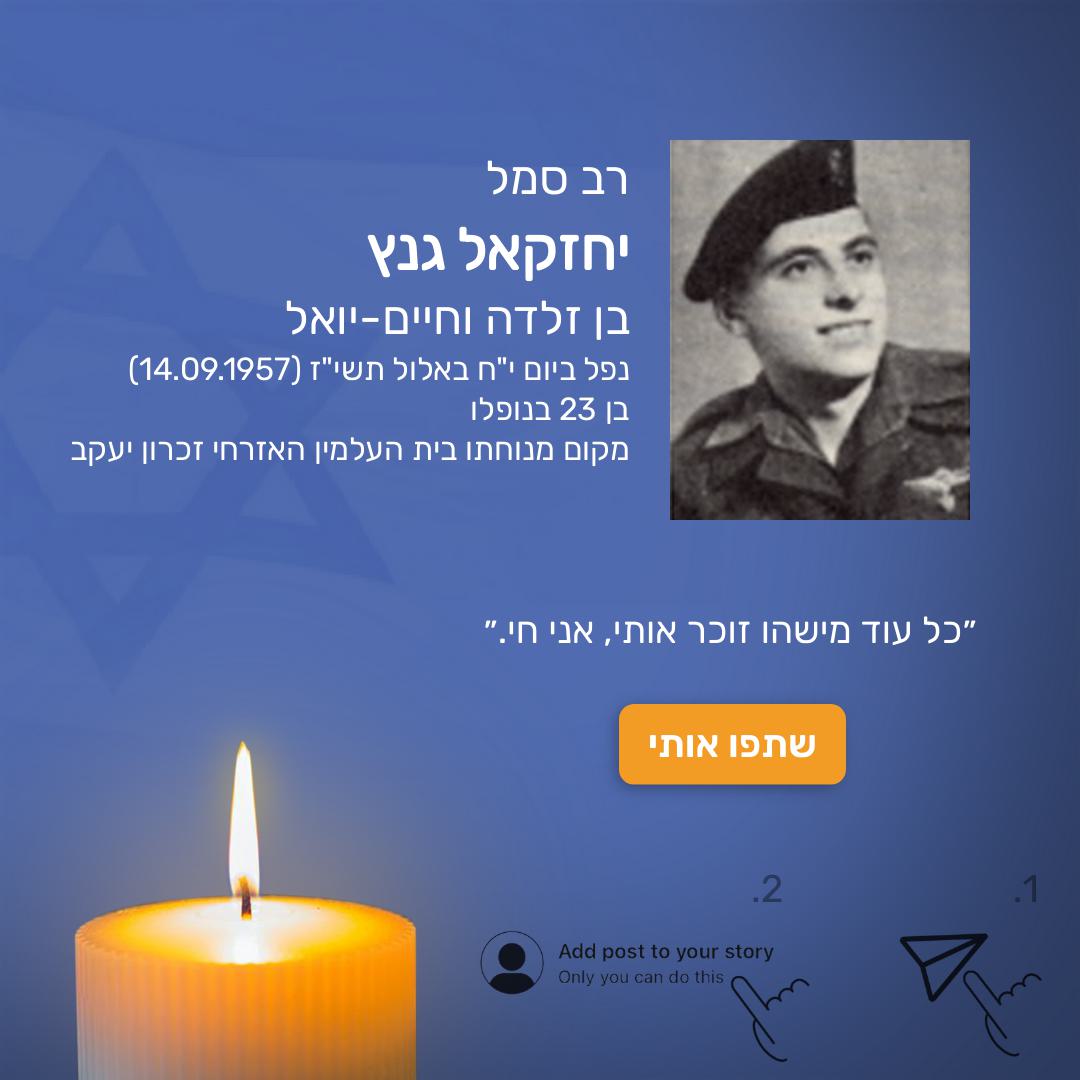 רב סמל
יחזקאל גנץ
בן זלדה וחיים-יואל
נפל ביום י"ח באלול תשי"ז (14.09.1957)
בן 23 בנופלו
מקום מנוחתו בית העלמין האזרחי זכרון יעקב
״כל עוד מישהו זוכר אותי, אני חי.״
שתפו אותי
.1
.2
Add post to your story
Only you can do this